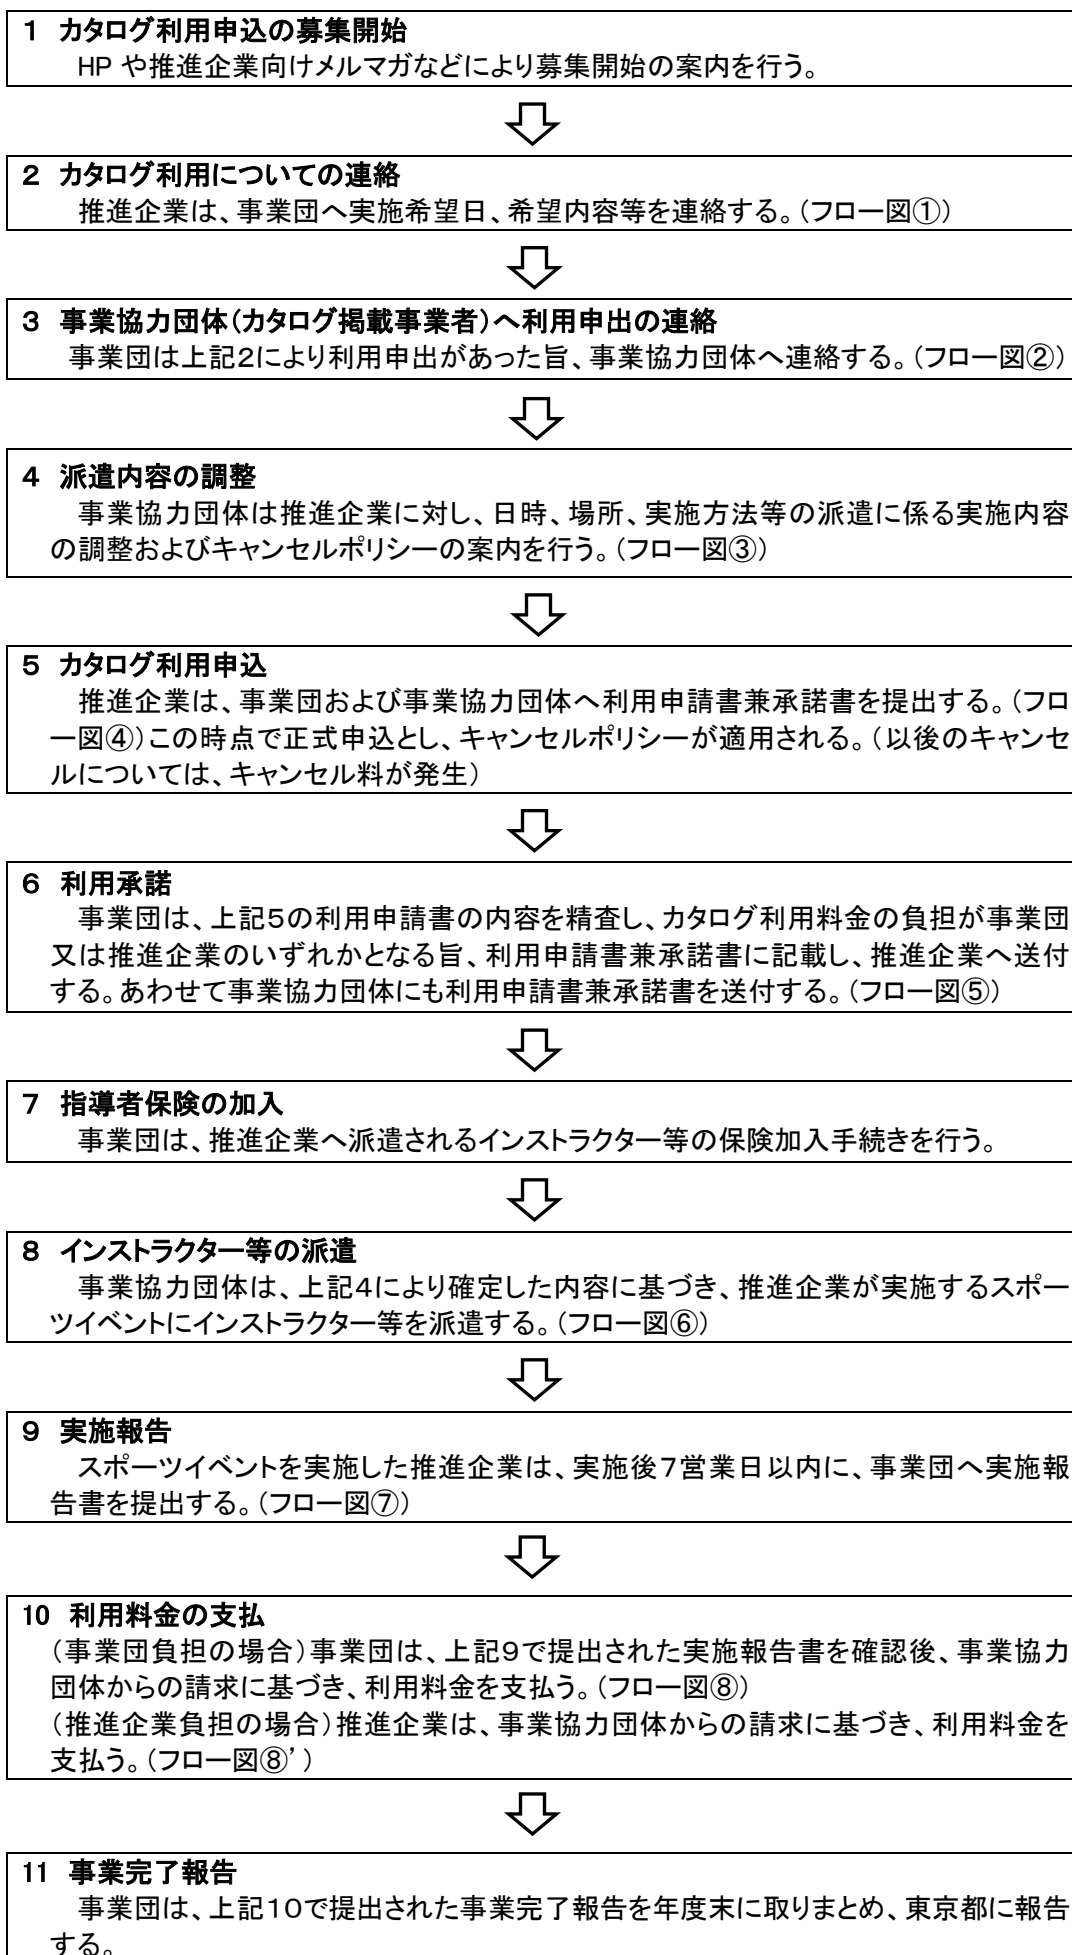 １ カタログ利用申込の募集開始
HP や推進企業向けメルマガなどにより募集開始の案内を行う。
２ カタログ利用についての連絡
推進企業は、事業団へ実施希望日、希望内容等を連絡する。（フロー図①）
３ 事業協力団体（カタログ掲載事業者）へ利用申出の連絡
事業団は上記２により利用申出があった旨、事業協力団体へ連絡する。（フロー図②）
４ 派遣内容の調整
事業協力団体は推進企業に対し、日時、場所、実施方法等の派遣に係る実施内容
の調整およびキャンセルポリシーの案内を行う。（フロー図③）
５ カタログ利用申込
推進企業は、事業団および事業協力団体へ利用申請書兼承諾書を提出する。（フロ
ー図④）この時点で正式申込とし、キャンセルポリシーが適用される。（以後のキャンセ
ルについては、キャンセル料が発生）
６ 利用承諾
事業団は、上記５の利用申請書の内容を精査し、カタログ利用料金の負担が事業団
又は推進企業のいずれかとなる旨、利用申請書兼承諾書に記載し、推進企業へ送付
する。あわせて事業協力団体にも利用申請書兼承諾書を送付する。（フロー図⑤）
７ 指導者保険の加入
事業団は、推進企業へ派遣されるインストラクター等の保険加入手続きを行う。
８ インストラクター等の派遣
事業協力団体は、上記４により確定した内容に基づき、推進企業が実施するスポー
ツイベントにインストラクター等を派遣する。（フロー図⑥）
９ 実施報告
スポーツイベントを実施した推進企業は、実施後７営業日以内に、事業団へ実施報
告書を提出する。（フロー図⑦）
10 利用料金の支払
（事業団負担の場合）事業団は、上記９で提出された実施報告書を確認後、事業協力
団体からの請求に基づき、利用料金を支払う。（フロー図⑧）
（推進企業負担の場合）推進企業は、事業協力団体からの請求に基づき、利用料金を
支払う。（フロー図⑧’）
11 事業完了報告
事業団は、上記１０で提出された事業完了報告を年度末に取りまとめ、東京都に報告
する。